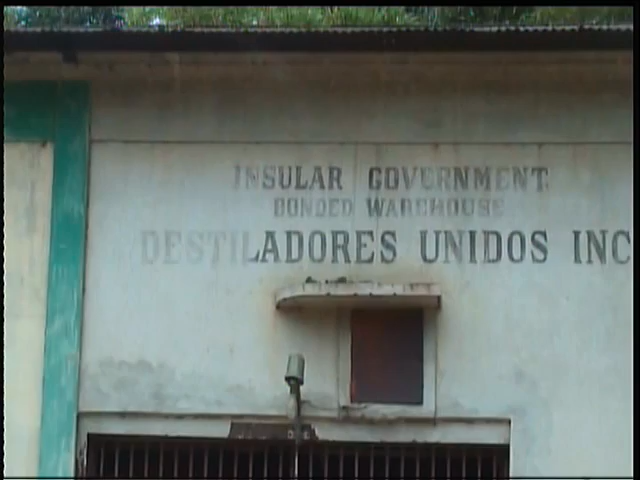 INSULAR GOVERNMENT
BONDED WAREHOUSE
DESTILADORES UNIDOS INC